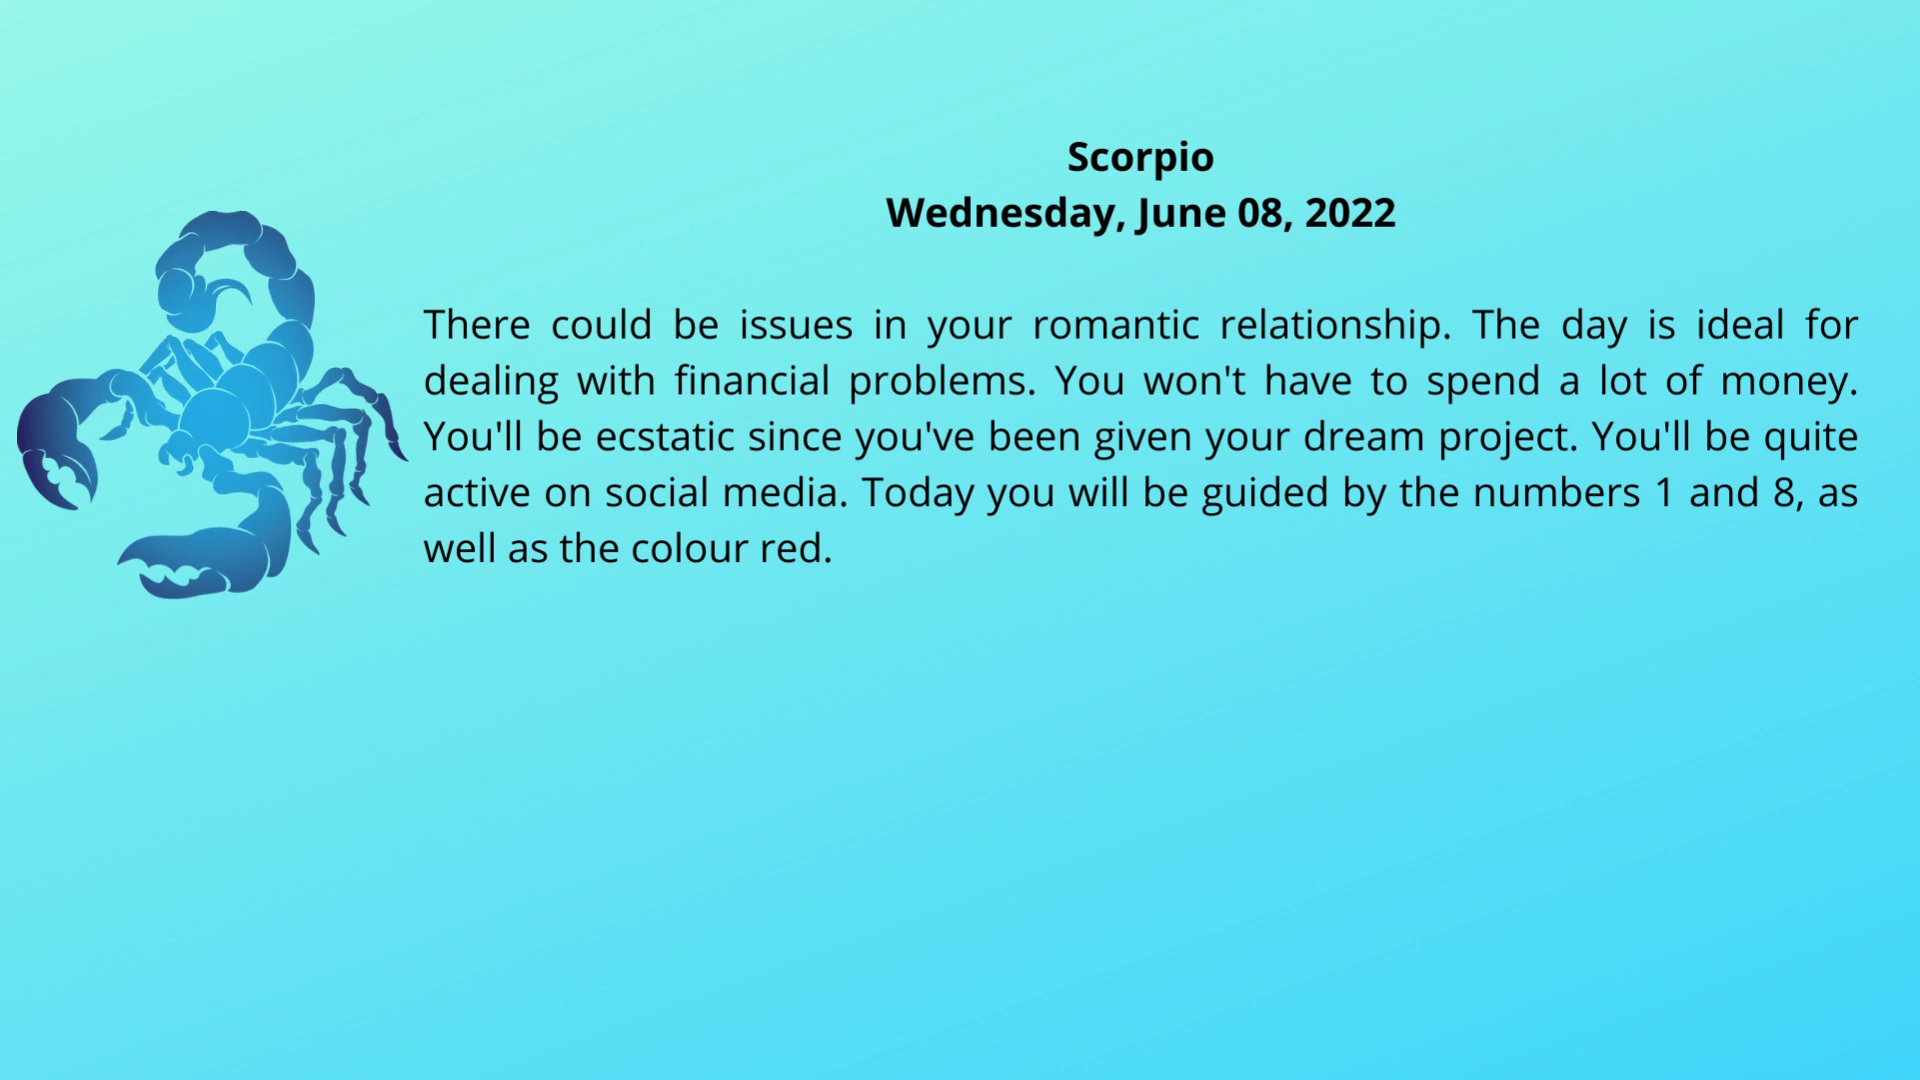 Scorpio
Wednesday, June 08, 2022
There could be issues in your romantic relationship. The day is ideal for
dealing with financial problems. You won't have to spend a lot of money.
You'll be ecstatic since you've been given your dream project. You'll be quite
active on social media. Today you will be guided by the numbers 1 and 8, as
well as the colour red.